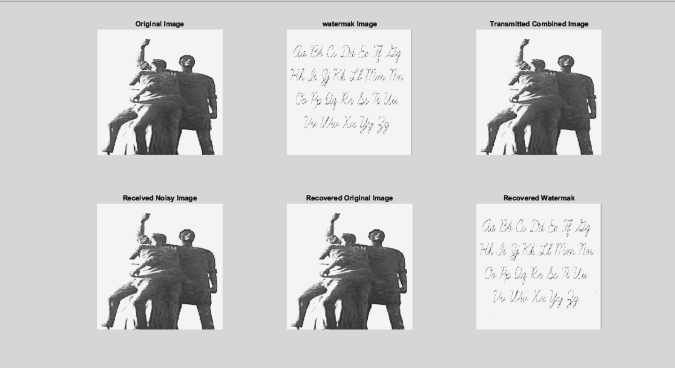 Original Image
watermak Image
Transmitted Combined Image
Aa Bb Cc Dd Ee Ff Gg
Hh Ii Jj Kk Ll Mm Nn
Oo Pp Qq Rr Ss Tt Uu
Vv Ww Xx Yy Zz
Received Noisy Image
Recovered Original Image
Recovered Watermak
Aa Bb Cc Dd Ee Ff Gg
Hh Ii Jj Kk Ll Mm Nn
Oo Pp Qq Rr Ss Tt Uu
Vv Ww Xx Yy Zz